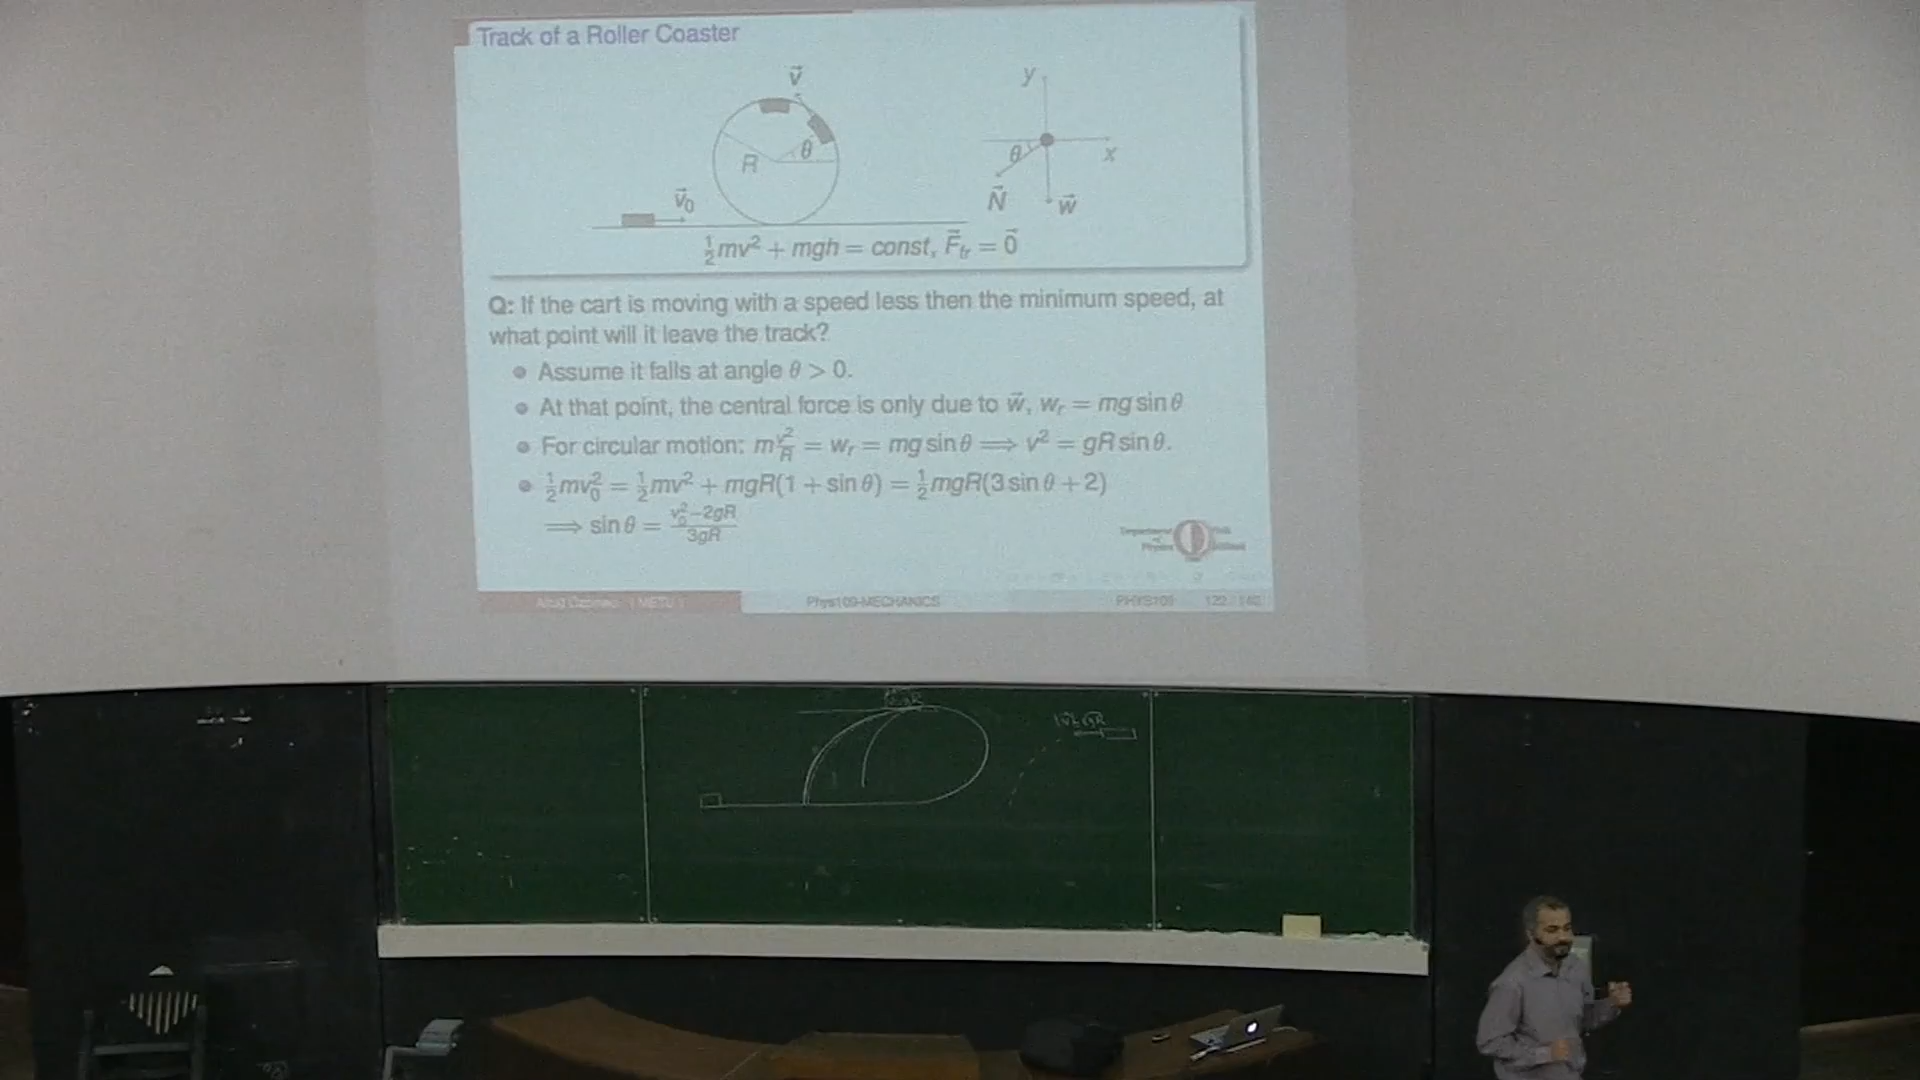 Track of a Roller Coaster
v⃗
y
R
θ
θ
x
v⃗₀
N⃗
w⃗
½mv² + mgh = const, F⃗fr = 0⃗
Q: If the cart is moving with a speed less then the minimum speed, at
what point will it leave the track?
Assume it falls at angle θ > 0.
At that point, the central force is only due to w⃗, wᵣ = mg sin θ
For circular motion: m v²/R = wᵣ = mg sin θ ⟹ v² = gR sin θ.
½mv₀² = ½mv² + mgR(1 + sin θ) = ½mgR(3 sin θ + 2)
⟹ sin θ = (v₀²−2gR)/(3gR)
Phys109-MECHANICS
PHYS109